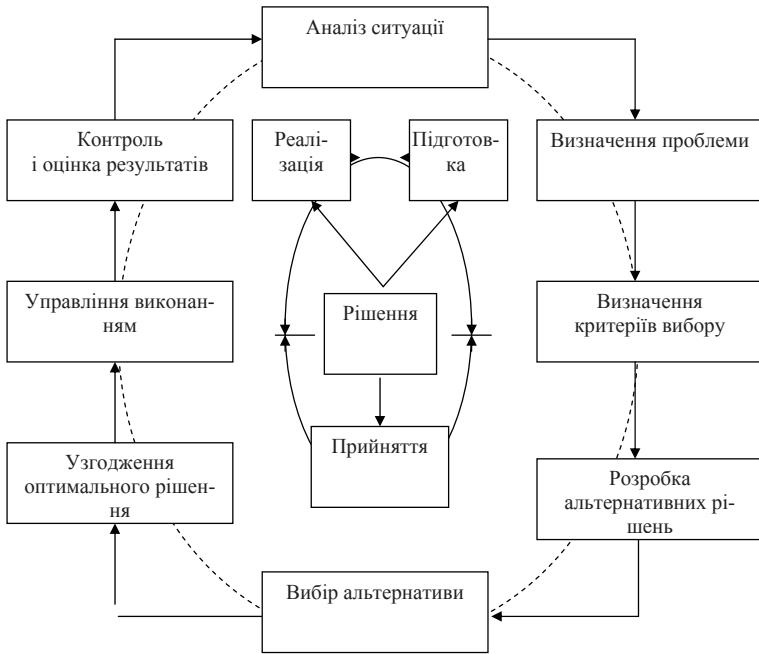 Аналіз ситуації
Контроль
і оцінка результатів
Реалі-
зація
Підготов-
ка
Визначення проблеми
Управління виконан-
ням
Рішення
Визначення
критеріїв вибору
Узгодження
оптимального рішен-
ня
Прийняття
Розробка
альтернативних рі-
шень
Вибір альтернативи